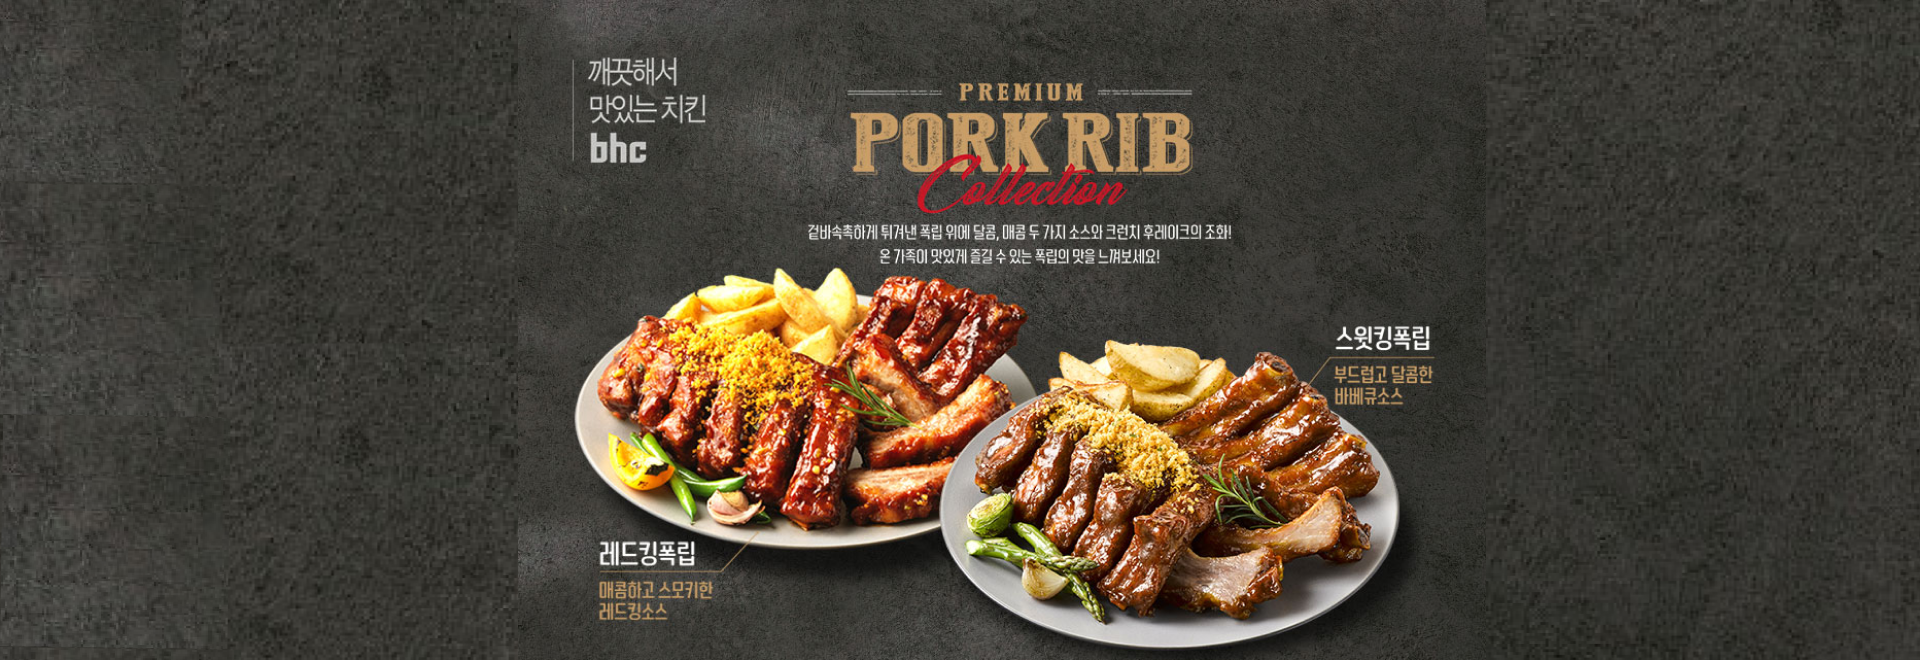 깨끗해서
맛있는 치킨
bhc
PREMIUM
PORK RIB
Collection
겉바속촉하게 튀겨낸 폭립 위에 달콤, 매콤 두 가지 소스와 크런치 후레이크의 조화!
온 가족이 맛있게 즐길 수 있는 폭립의 맛을 느껴보세요!
스윗킹폭립
부드럽고 달콤한
바베큐소스
레드킹폭립
매콤하고 스모키한
레드킹소스